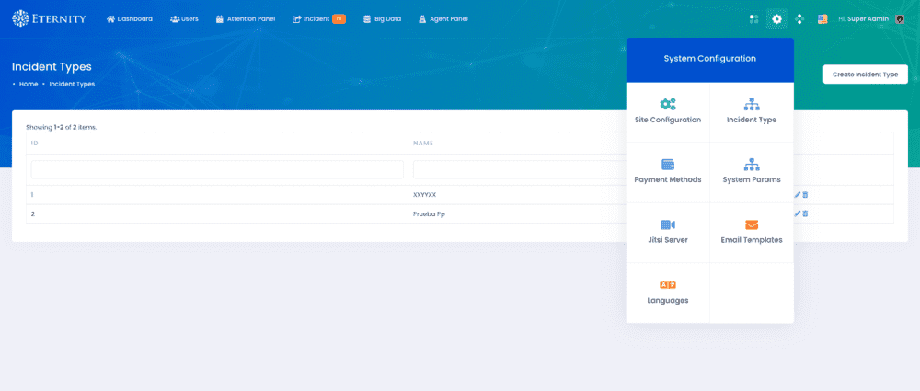 ETERNITY
Dashboard
Users
Attention Panel
Incident
Big Data
Agent Panel
Hi, Super Admin
System Configuration
Incident Types
Home • Incident Types
Create Incident Type
Site Configuration
Incident Type
Payment Methods
System Params
Jitsi Server
Email Templates
Languages
Showing 1-2 of 2 items.
ID
NAME
1
2
Prueba Fp